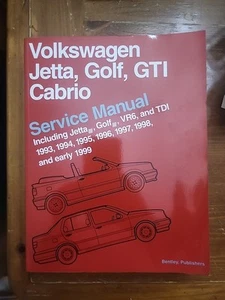 Volkswagen
Jetta, Golf, GTI
Cabrio
Service Manual
Including Jetta III, Golf III, VR6, and TDI
1993, 1994, 1995, 1996, 1997, 1998,
and early 1999
Bentley Publishers